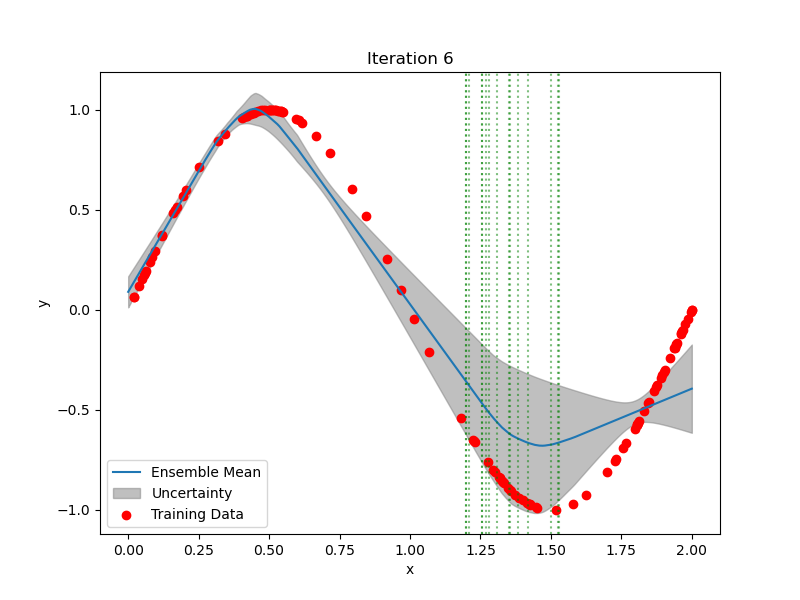 Iteration 6
y
1.0
0.5
0.0
−0.5
−1.0
Ensemble Mean
Uncertainty
Training Data
0.00 0.25 0.50 0.75 1.00 1.25 1.50 1.75 2.00
x